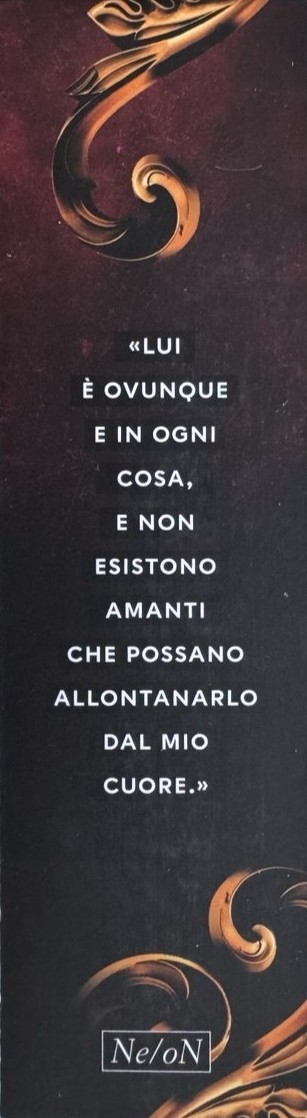 «LUI
È OVUNQUE
E IN OGNI
COSA,
E NON
ESISTONO
AMANTI
CHE POSSANO
ALLONTANARLO
DAL MIO
CUORE.»
Ne/oN